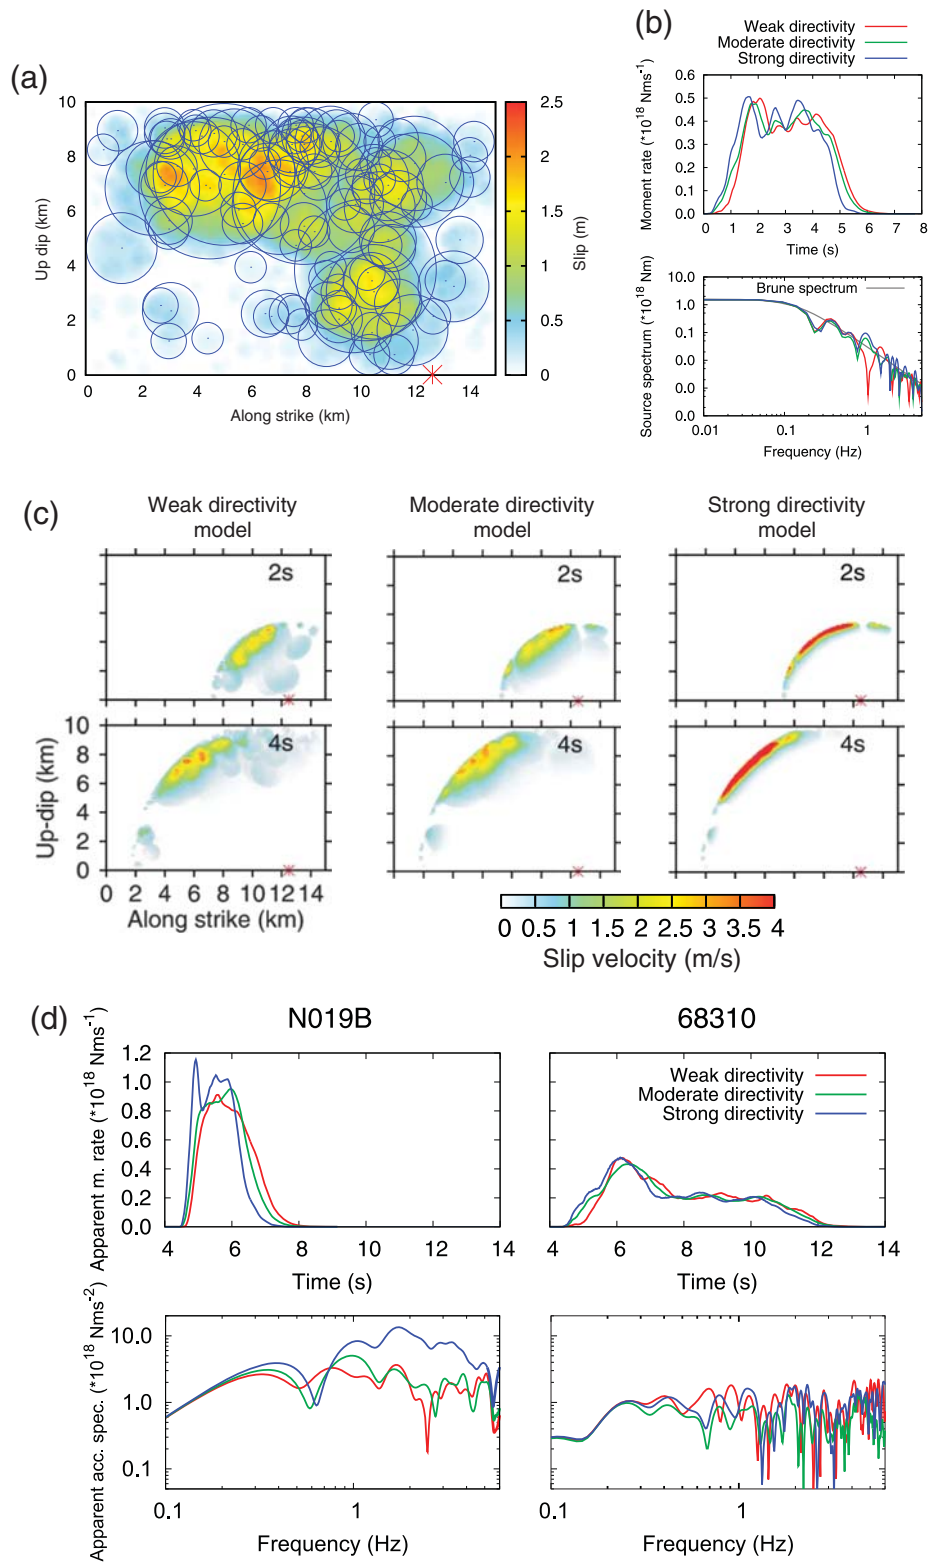 (a)
10
8
6
4
2
0
Up dip (km)
0 2 4 6 8 10 12 14
Along strike (km)
2.5
2
1.5
1
0.5
0
Slip (m)
(b)
Weak directivity
Moderate directivity
Strong directivity
0.6
0.5
0.4
0.3
0.2
0.1
0.0
Moment rate (*10^18 Nms^-1)
0 1 2 3 4 5 6 7 8
Time (s)
Brune spectrum
10.0
1.0
0.1
0.0
0.0
0.0
Source spectrum (*10^18 Nm)
0.01 0.1 1
Frequency (Hz)
(c)
Weak directivity
model
Moderate directivity
model
Strong directivity
model
2s
2s
2s
4s
4s
4s
10
8
6
4
2
0
Up-dip (km)
0 2 4 6 8 10 12 14
Along strike (km)
0 0.5 1 1.5 2 2.5 3 3.5 4
Slip velocity (m/s)
(d)
N019B
68310
1.2
1.0
0.8
0.6
0.4
0.2
0.0
Apparent m. rate (*10^18 Nms^-1)
4 6 8 10 12 14
Time (s)
Weak directivity
Moderate directivity
Strong directivity
4 6 8 10 12 14
Time (s)
10.0
1.0
0.1
Apparent acc. spec. (*10^18 Nms^-2)
0.1 1
Frequency (Hz)
0.1 1
Frequency (Hz)